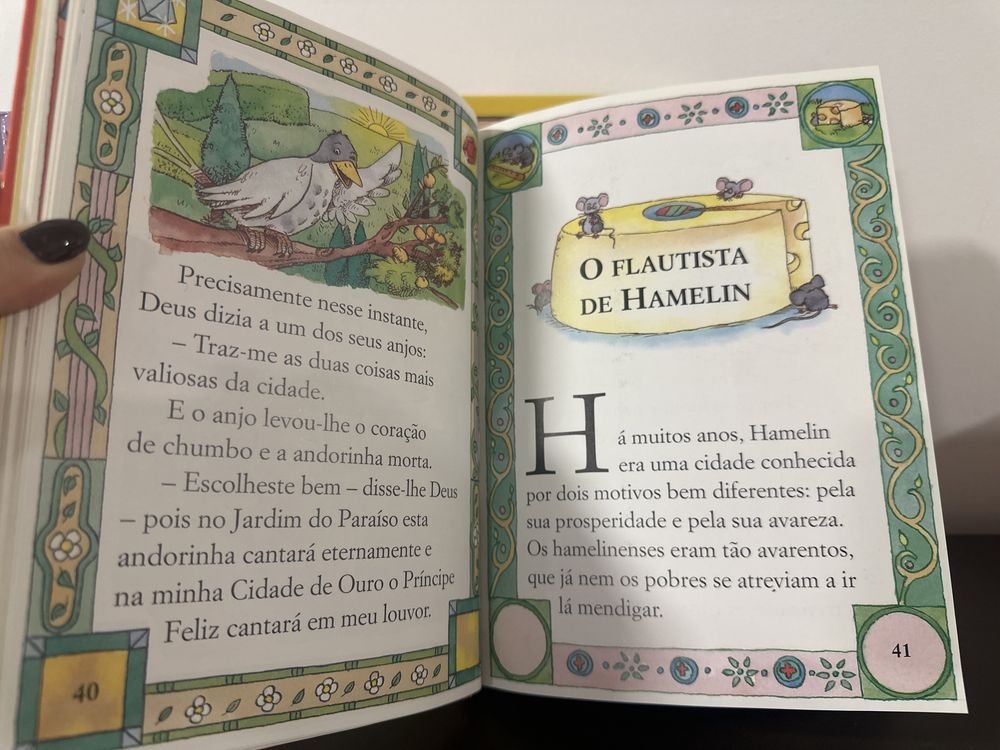 Precisamente nesse instante,
Deus dizia a um dos seus anjos:
– Traz-me as duas coisas mais
valiosas da cidade.
E o anjo levou-lhe o coração
de chumbo e a andorinha morta.
– Escolheste bem – disse-lhe Deus
– pois no Jardim do Paraíso esta
andorinha cantará eternamente e
na minha Cidade de Ouro o Príncipe
Feliz cantará em meu louvor.
40
O FLAUTISTA
DE HAMELIN
Há muitos anos, Hamelin
era uma cidade conhecida
por dois motivos bem diferentes: pela
sua prosperidade e pela sua avareza.
Os hamelinenses eram tão avarentos,
que já nem os pobres se atreviam a ir
lá mendigar.
41